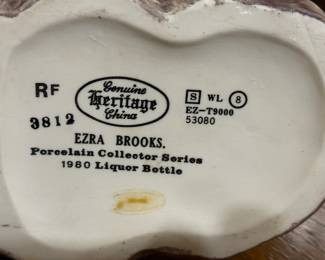 RF
3812
Genuine
Heritage
China
S WL 8
EZ-T9000
53080
EZRA BROOKS.
Porcelain Collector Series
1980 Liquor Bottle